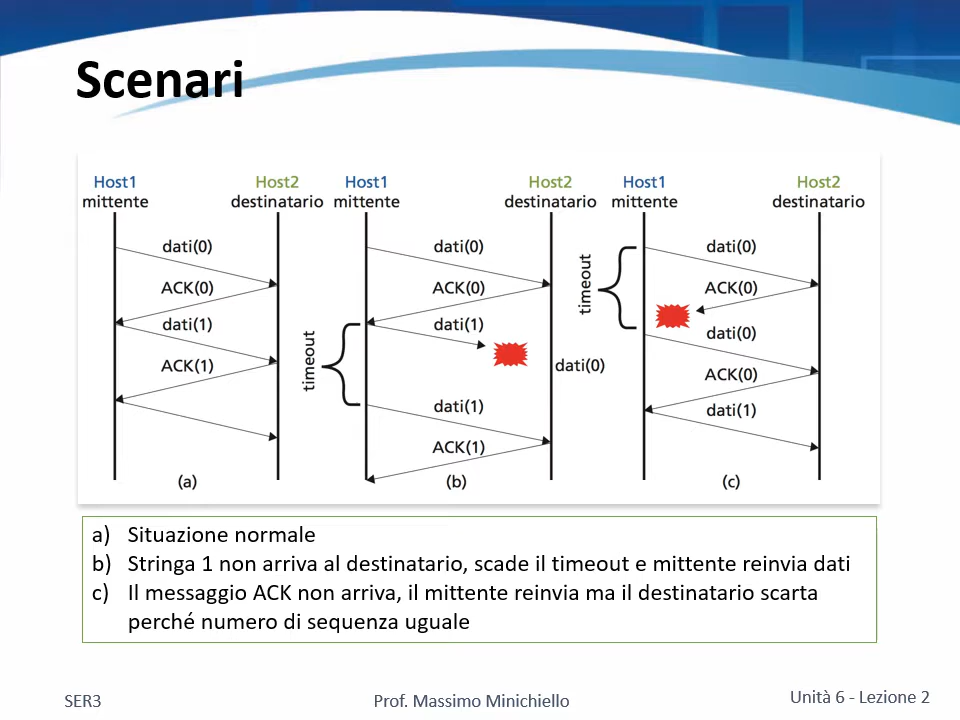 Scenari
Host1 Host2 Host1 Host2 Host1 Host2
mittente destinatario mittente destinatario mittente destinatario
dati(0) dati(0) dati(0)
ACK(0) ACK(0) timeout ACK(0)
dati(1) dati(1) dati(0)
ACK(1) timeout dati(0) ACK(0)
dati(1) dati(1)
ACK(1)
(a) (b) (c)
a) Situazione normale
b) Stringa 1 non arriva al destinatario, scade il timeout e mittente reinvia dati
c) Il messaggio ACK non arriva, il mittente reinvia ma il destinatario scarta
perché numero di sequenza uguale
SER3 Prof. Massimo Minichiello Unità 6 - Lezione 2